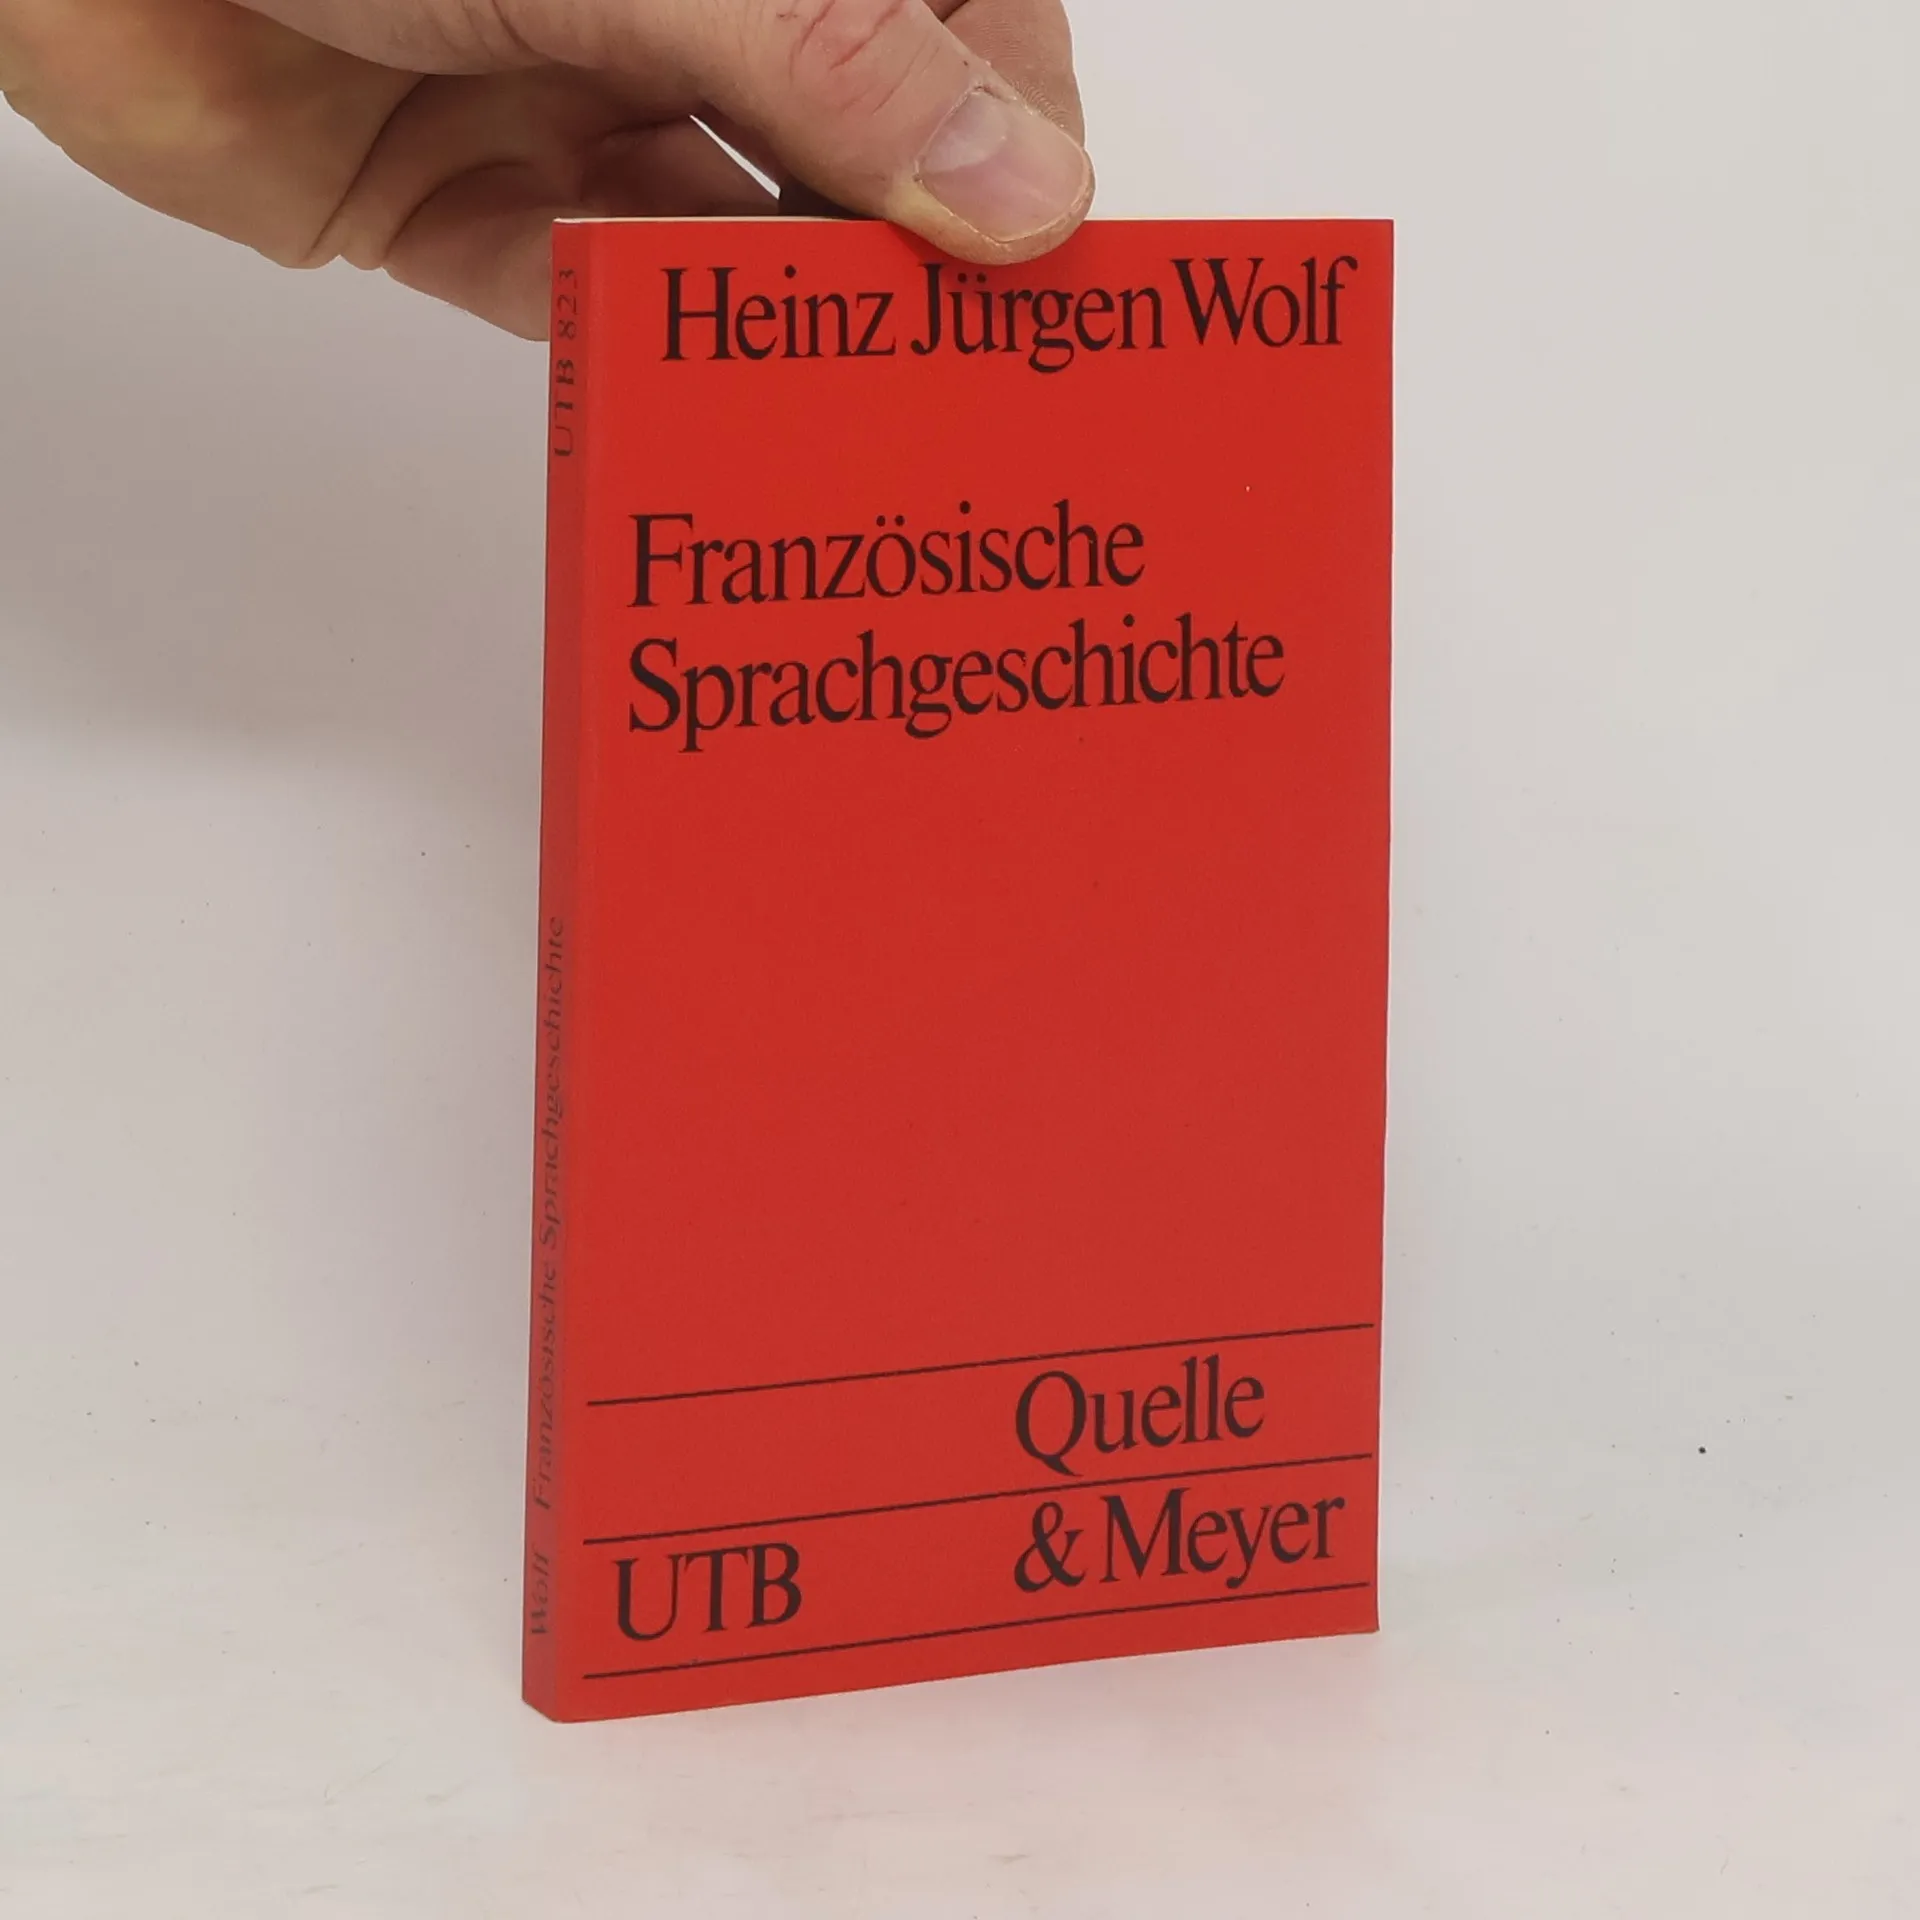 Heinz Jürgen Wolf
Französische
Sprachgeschichte
Quelle
& Meyer
UTB
Wolf Französische Sprachgeschichte
UTB 823